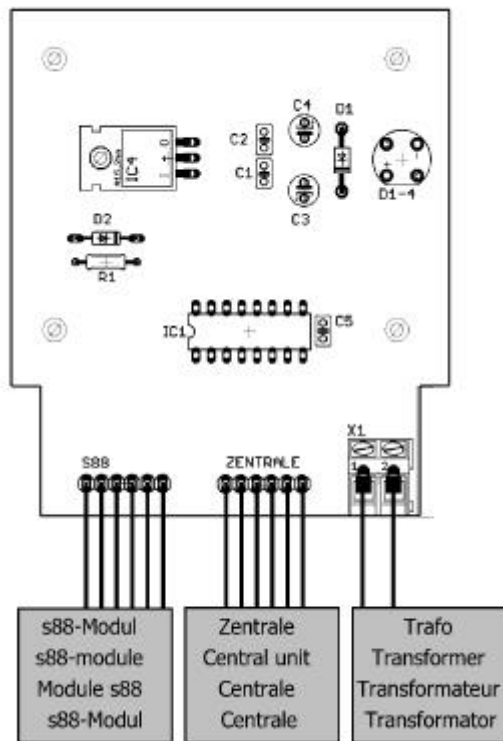 C4
D1
C2
IC4
C1
D1-4
C3
D2
R1
IC1
C5
X1
S88
ZENTRALE
1
2
s88-Modul
s88-module
Module s88
s88-Modul
Zentrale
Central unit
Centrale
Centrale
Trafo
Transformer
Transformateur
Transformator